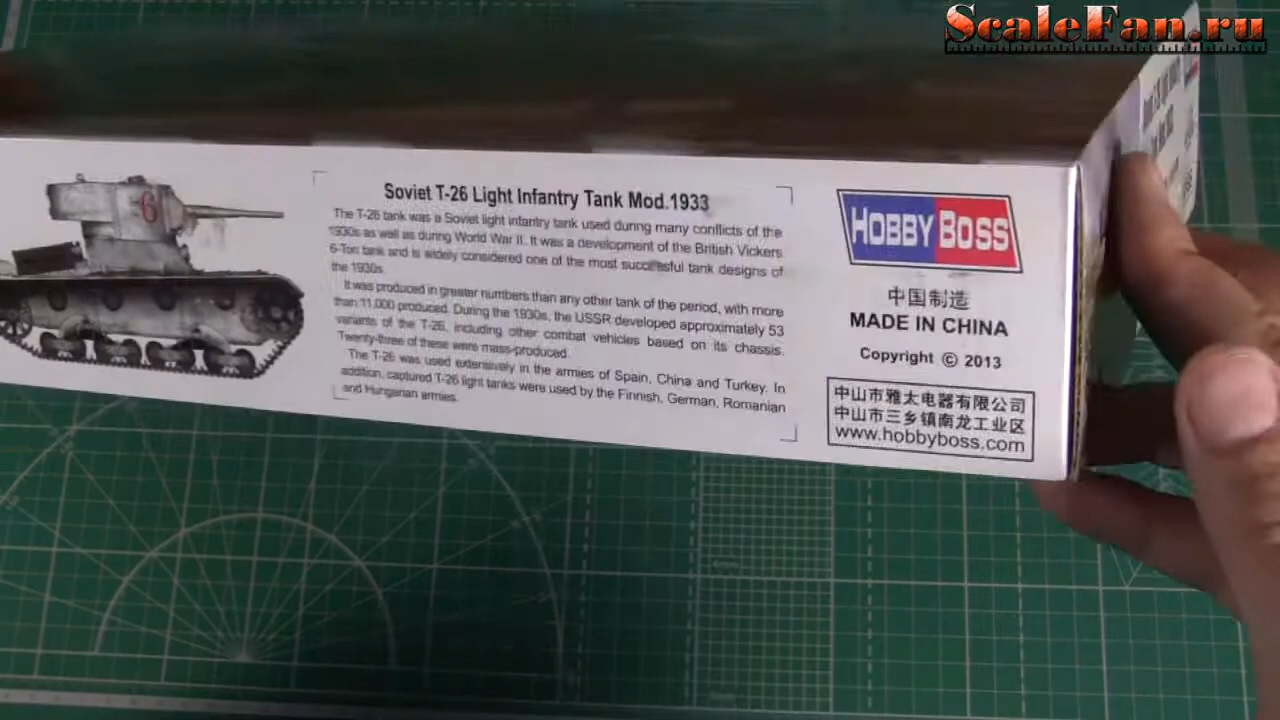 ScaleFan.ru
6
Soviet T-26 Light Infantry Tank Mod.1933
The T-26 tank was a Soviet light infantry tank used during many conflicts of the
1930s as well as during World War II. It was a development of the British Vickers
6-Ton tank and is widely considered one of the most successful tank designs of
the 1930s.
It was produced in greater numbers than any other tank of the period, with more
than 11,000 produced. During the 1930s, the USSR developed approximately 53
variants of the T-26, including other combat vehicles based on its chassis.
Twenty-three of these were mass-produced.
The T-26 was used extensively in the armies of Spain, China and Turkey. In
addition, captured T-26 light tanks were used by the Finnish, German, Romanian
and Hungarian armies.
HOBBY BOSS
中国制造
MADE IN CHINA
Copyright © 2013
中山市雅太电器有限公司
中山市三乡镇南龙工业区
www.hobbyboss.com